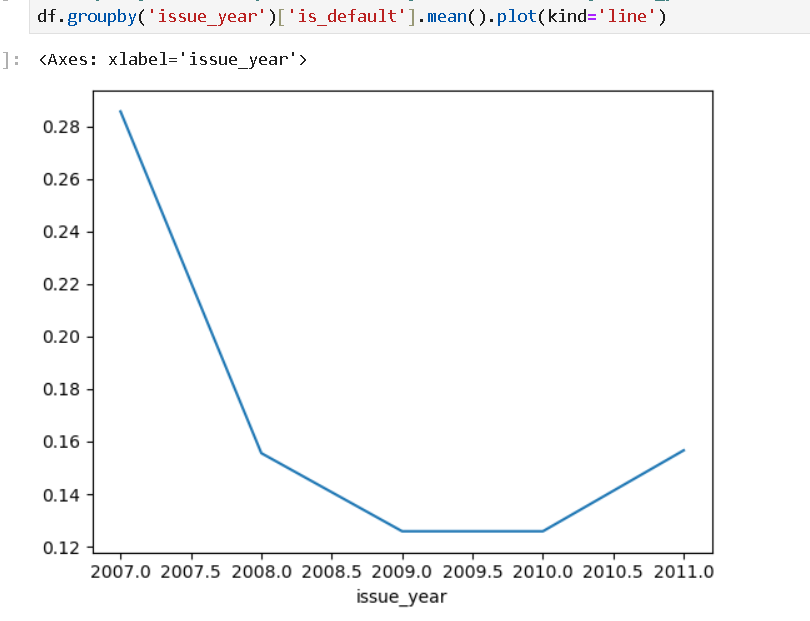 df.groupby('issue_year')['is_default'].mean().plot(kind='line')
]: <Axes: xlabel='issue_year'>
0.28
0.26
0.24
0.22
0.20
0.18
0.16
0.14
0.12
2007.0 2007.5 2008.0 2008.5 2009.0 2009.5 2010.0 2010.5 2011.0
issue_year